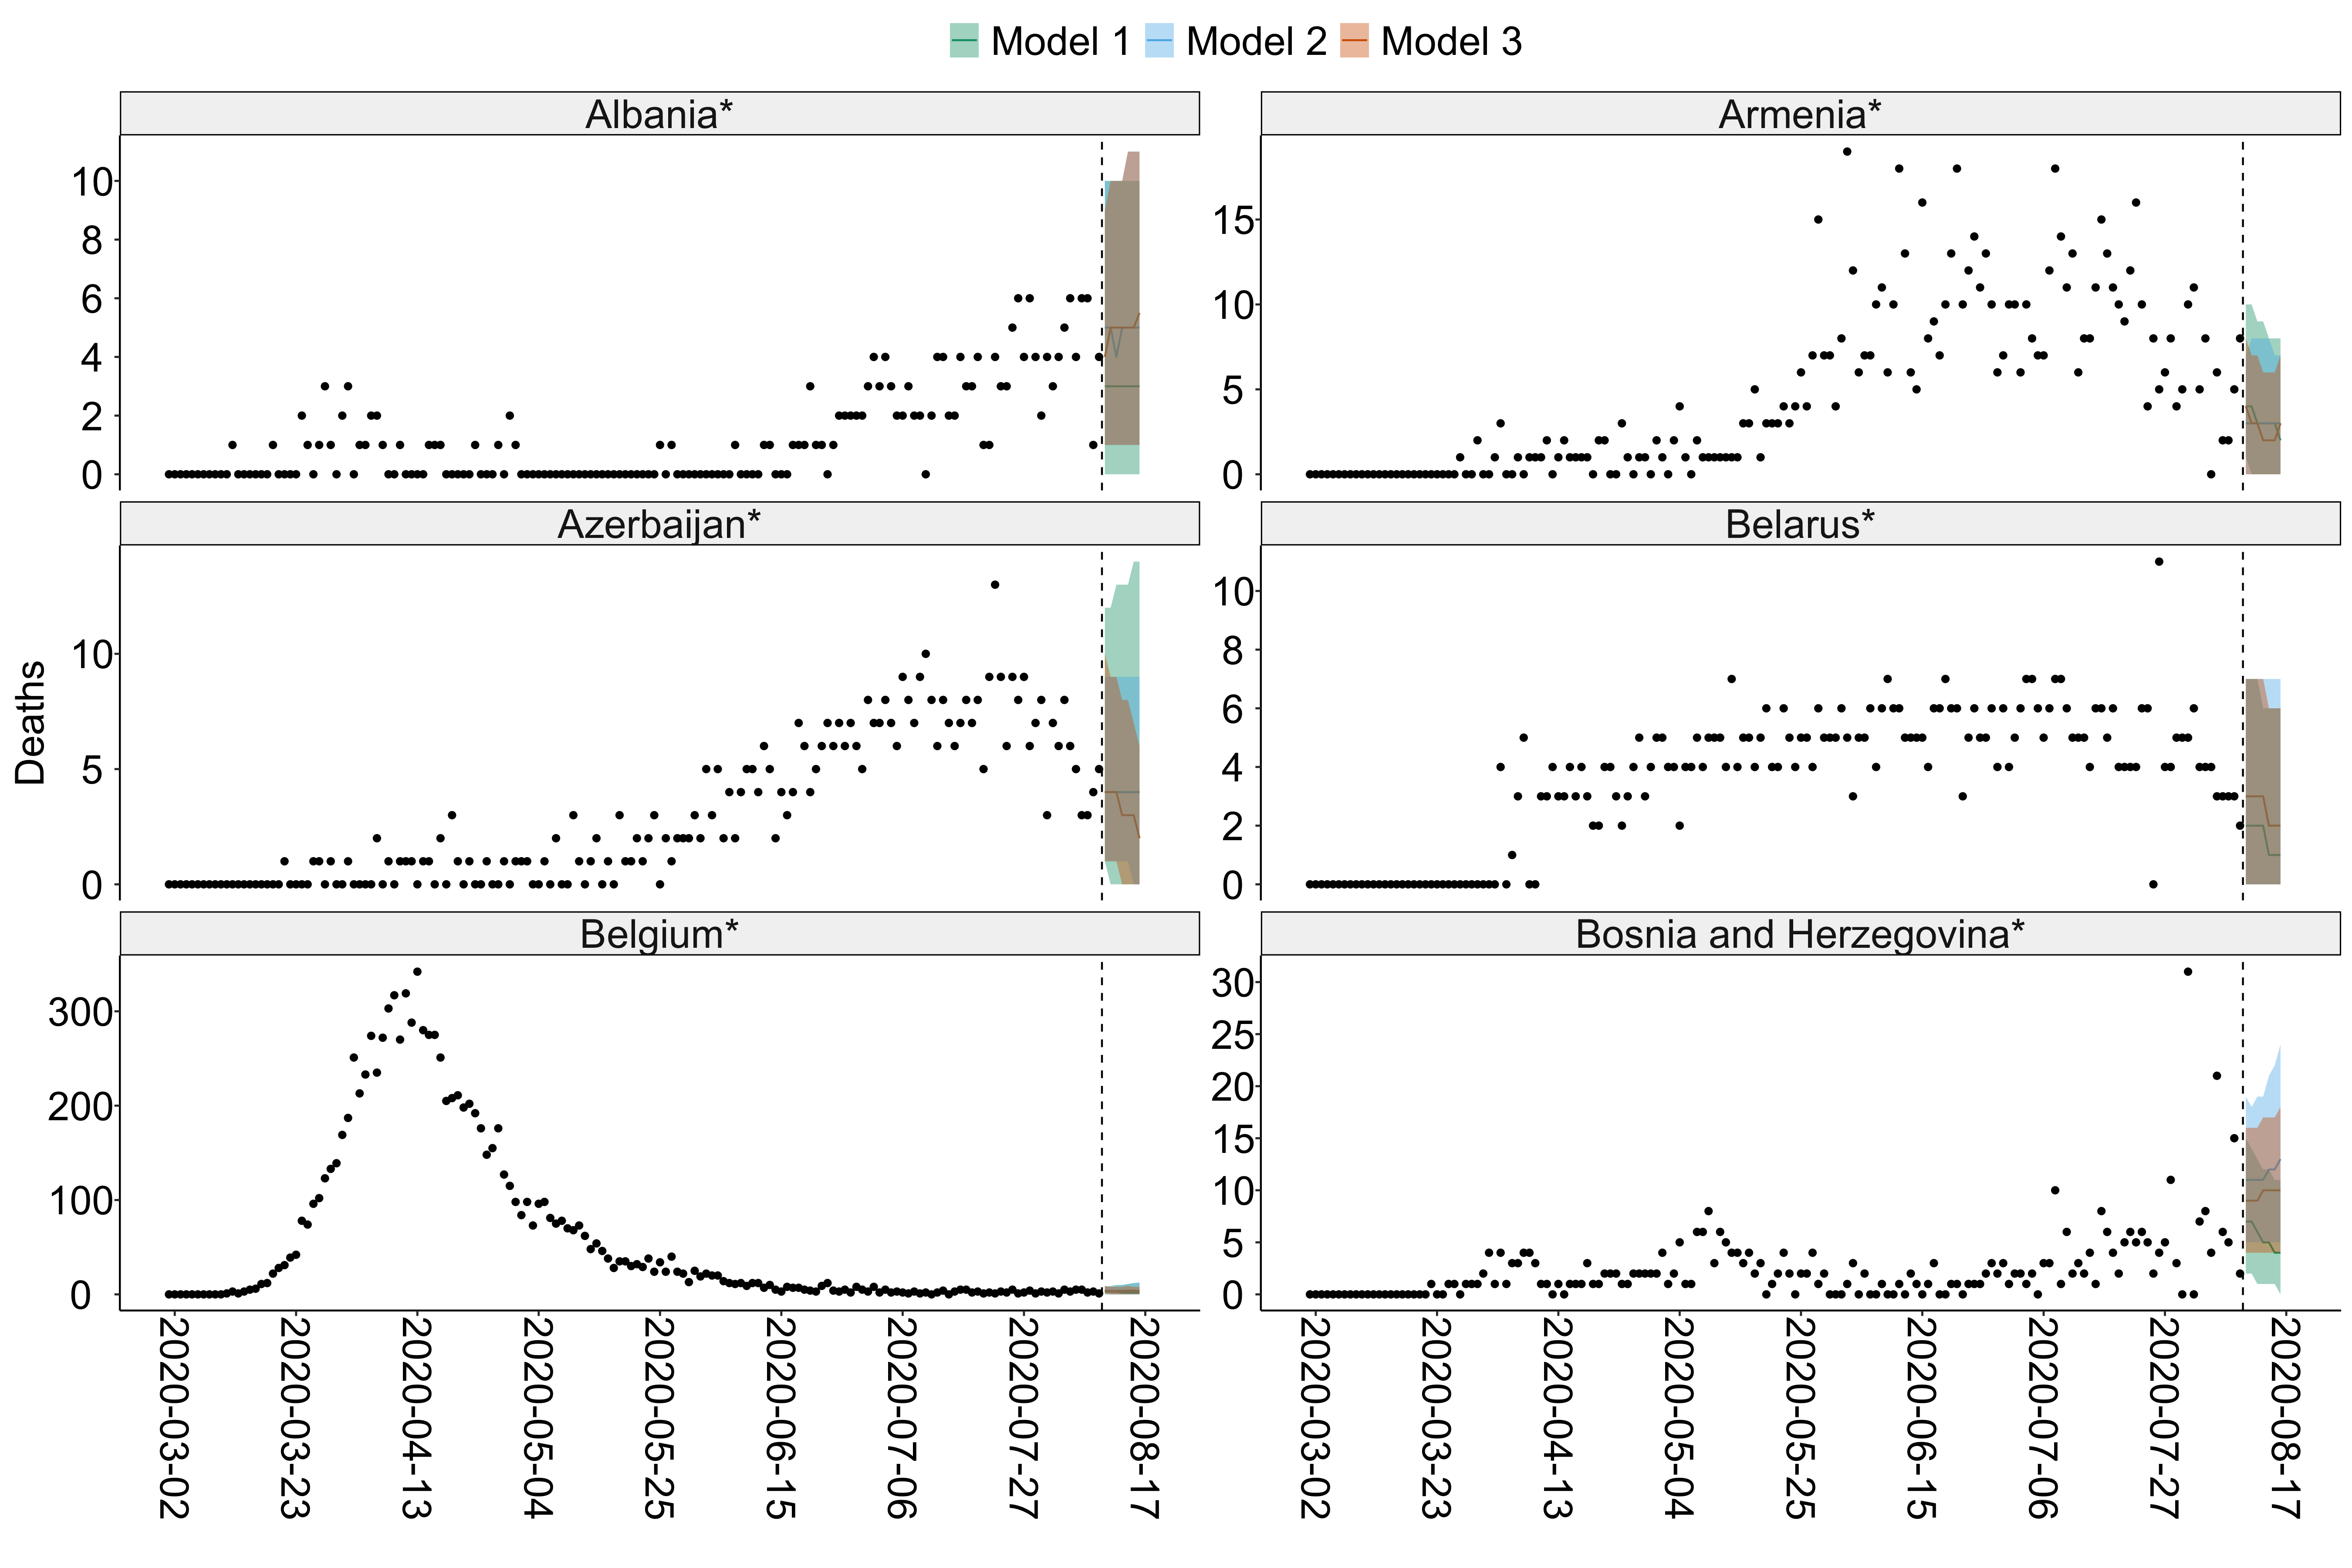 Model 1 Model 2 Model 3
Albania* Armenia*
10 8 6 4 2 0
15 10 5 0
Azerbaijan* Belarus*
10 5 0
10 8 6 4 2 0
Deaths
Belgium* Bosnia and Herzegovina*
300 200 100 0
30 25 20 15 10 5 0
2020-03-02 2020-03-23 2020-04-13 2020-05-04 2020-05-25 2020-06-15 2020-07-06 2020-07-27 2020-08-17
2020-03-02 2020-03-23 2020-04-13 2020-05-04 2020-05-25 2020-06-15 2020-07-06 2020-07-27 2020-08-17